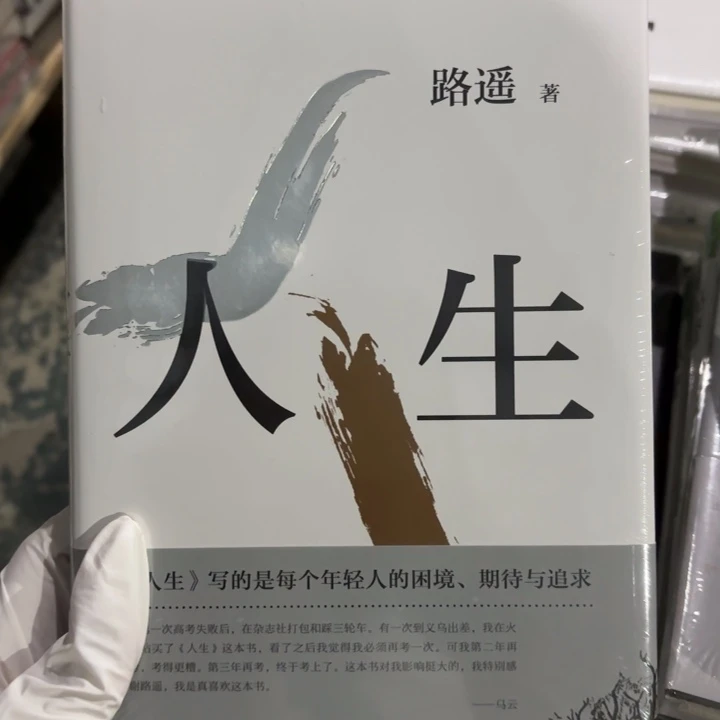 路遥 著
人生
人生》写的是每个年轻人的困境、期待与追求
一次高考失败后，在杂志社打包和踩三轮车。有一次到义乌出差，我在火
站买了《人生》这本书，看了之后我觉得我必须再考一次。可我第二年再
，考得更糟。第三年再考，终于考上了。这本书对我影响挺大的，我特别感
谢路遥，我是真喜欢这本书。
——马云